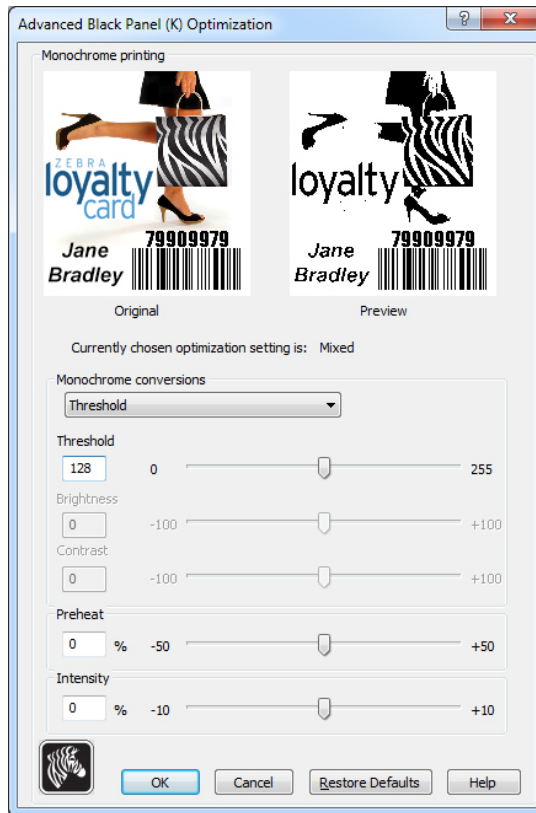 Advanced Black Panel (K) Optimization
?
X
Monochrome printing
ZEBRA
loyalty
card
79909979
Jane
Bradley
loyalty
79909979
Jane
Bradley
Original
Preview
Currently chosen optimization setting is: Mixed
Monochrome conversions
Threshold
Threshold
128 0 255
Brightness
0 -100 +100
Contrast
0 -100 +100
Preheat
0 % -50 +50
Intensity
0 % -10 +10
OK Cancel Restore Defaults Help